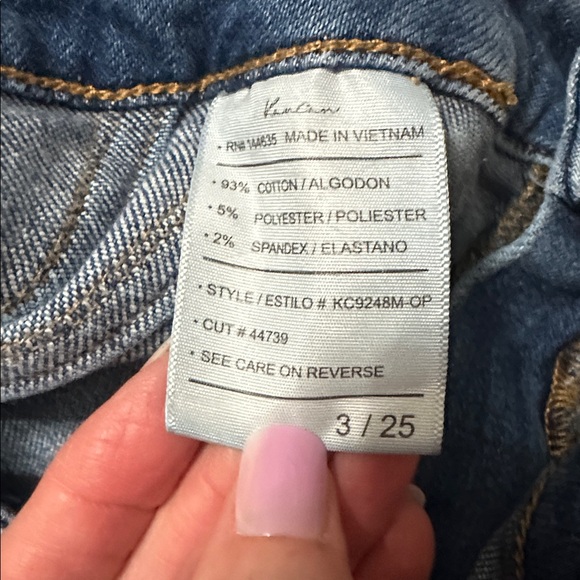 KanCan
• RN# 144635 MADE IN VIETNAM
• 93% COTTON / ALGODON
• 5% POLYESTER / POLIESTER
• 2% SPANDEX / ELASTANO
• STYLE / ESTILO # KC9248M-OP
• CUT # 44739
• SEE CARE ON REVERSE
3 / 25